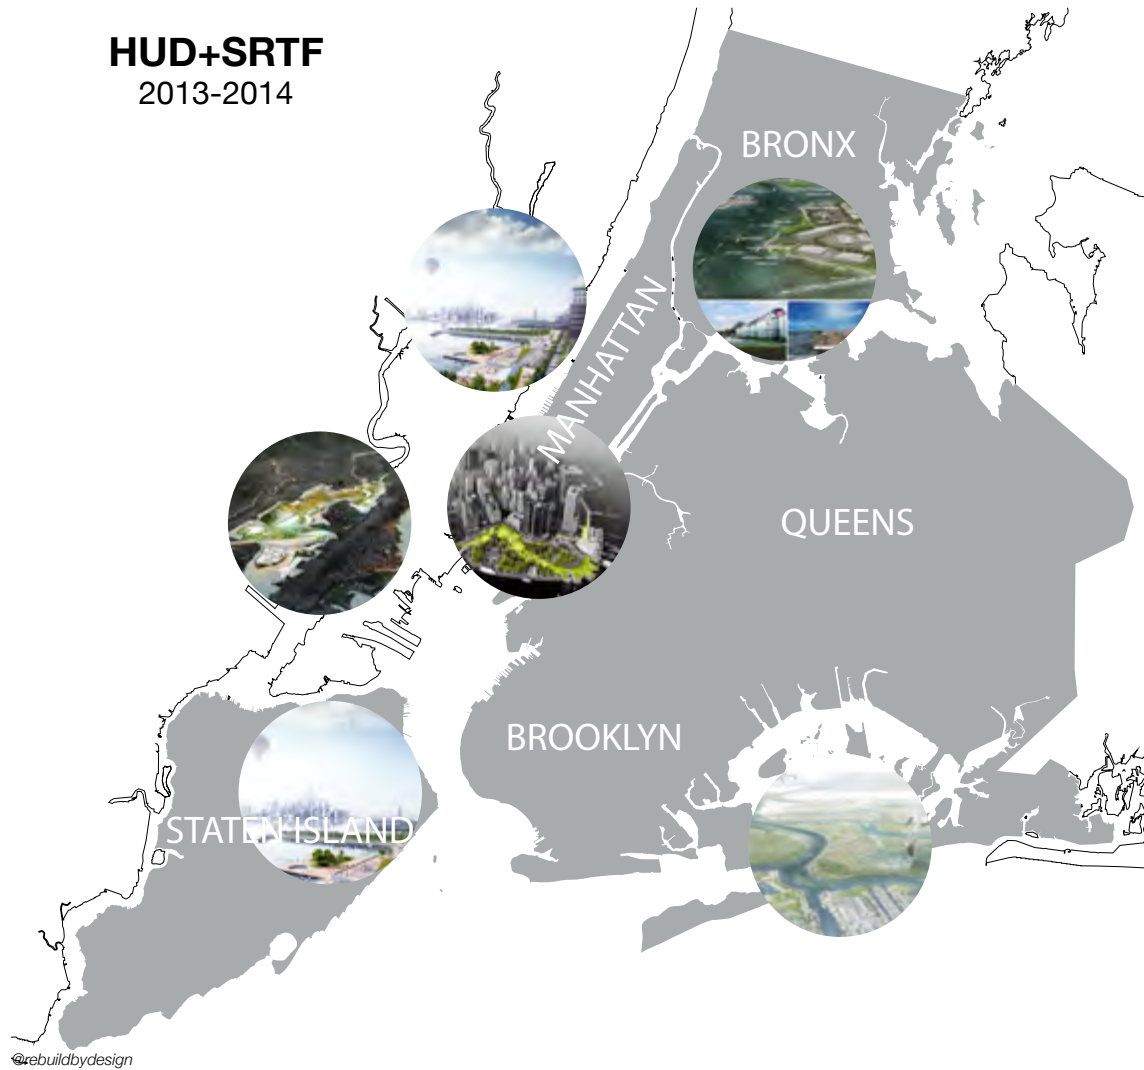 HUD+SRTF
2013-2014
BRONX
MANHATTAN
QUEENS
BROOKLYN
STATEN ISLAND
@rebuildbydesign